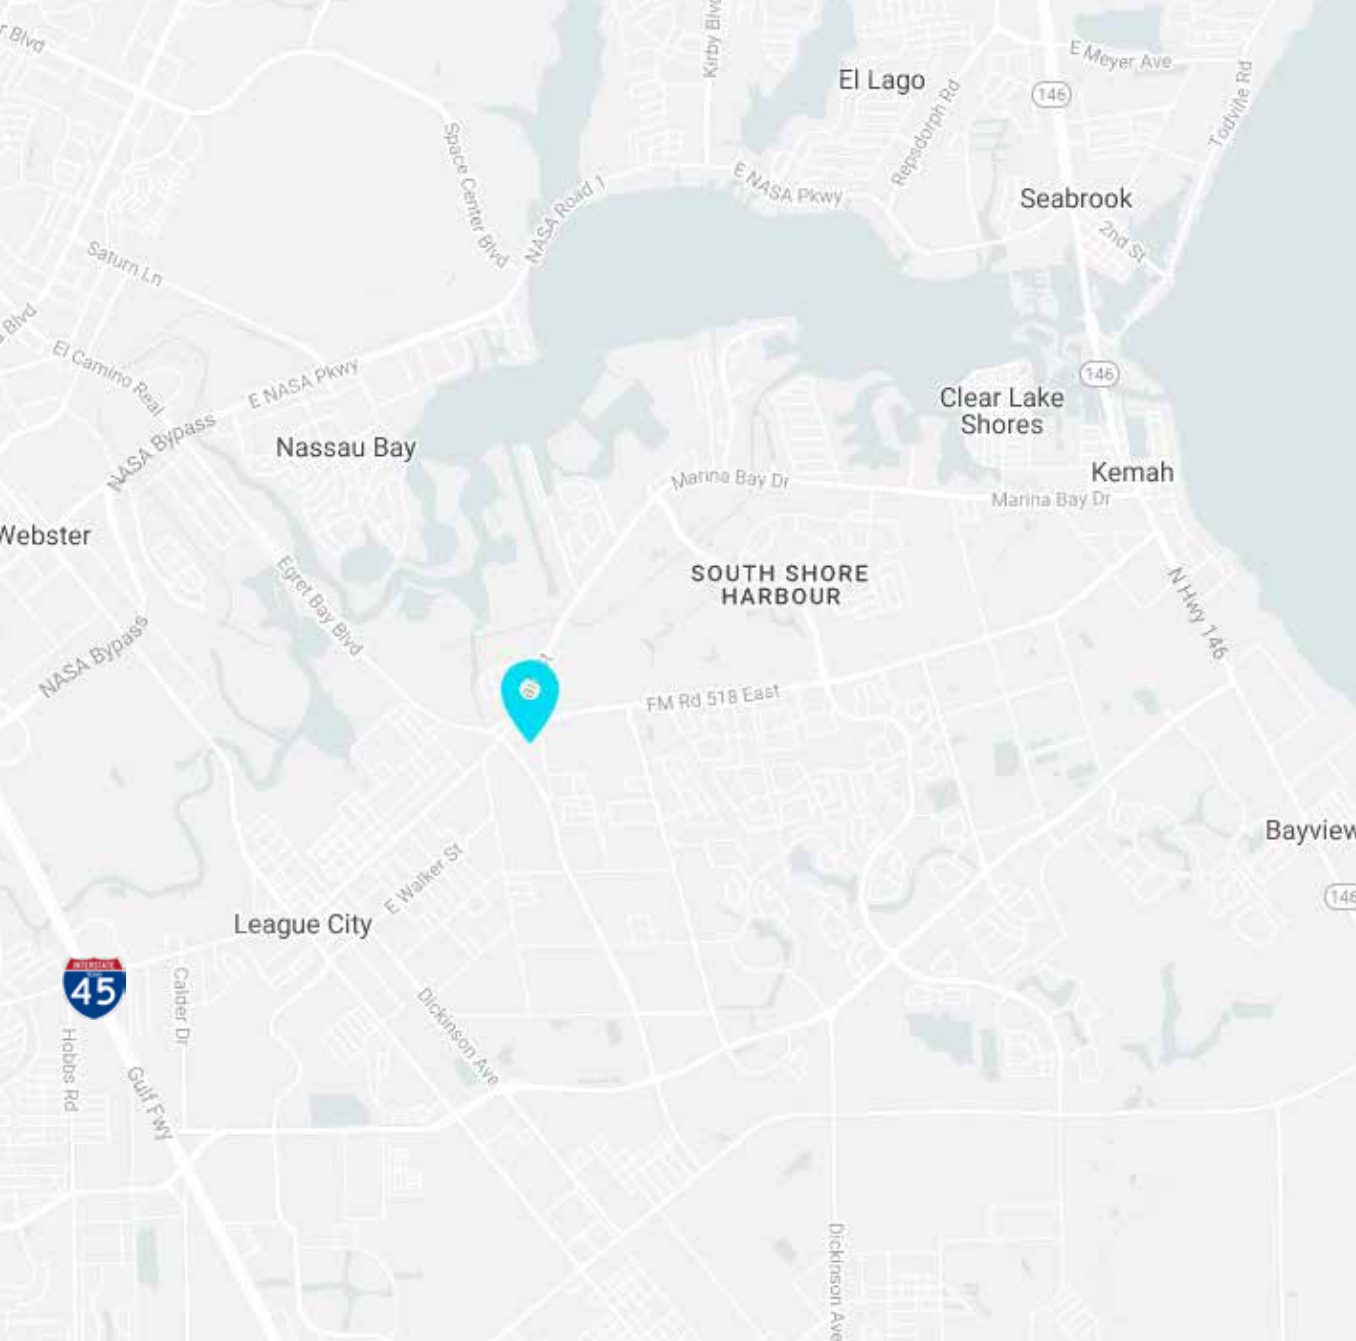 Kirby Blv
El Lago
E Meyer Ave
146
Todville Rd
Repsdorph Rd
Space Center Blvd
NASA Road 1
E NASA Pkwy
Seabrook
2nd St
Saturn Ln
Blvd
El Camino Real
E NASA Pkwy
146
Clear Lake
Shores
NASA Bypass
Nassau Bay
Marina Bay Dr
Kemah
Marina Bay Dr
Webster
SOUTH SHORE
HARBOUR
Egret Bay Blvd
N Hwy 146
NASA Bypass
FM Rd 518 East
Bayview
E Walker St
146
League City
INTERSTATE
45
Calder Dr
Dickinson Ave
Hobbs Rd
Gulf Fwy
Dickinson Ave